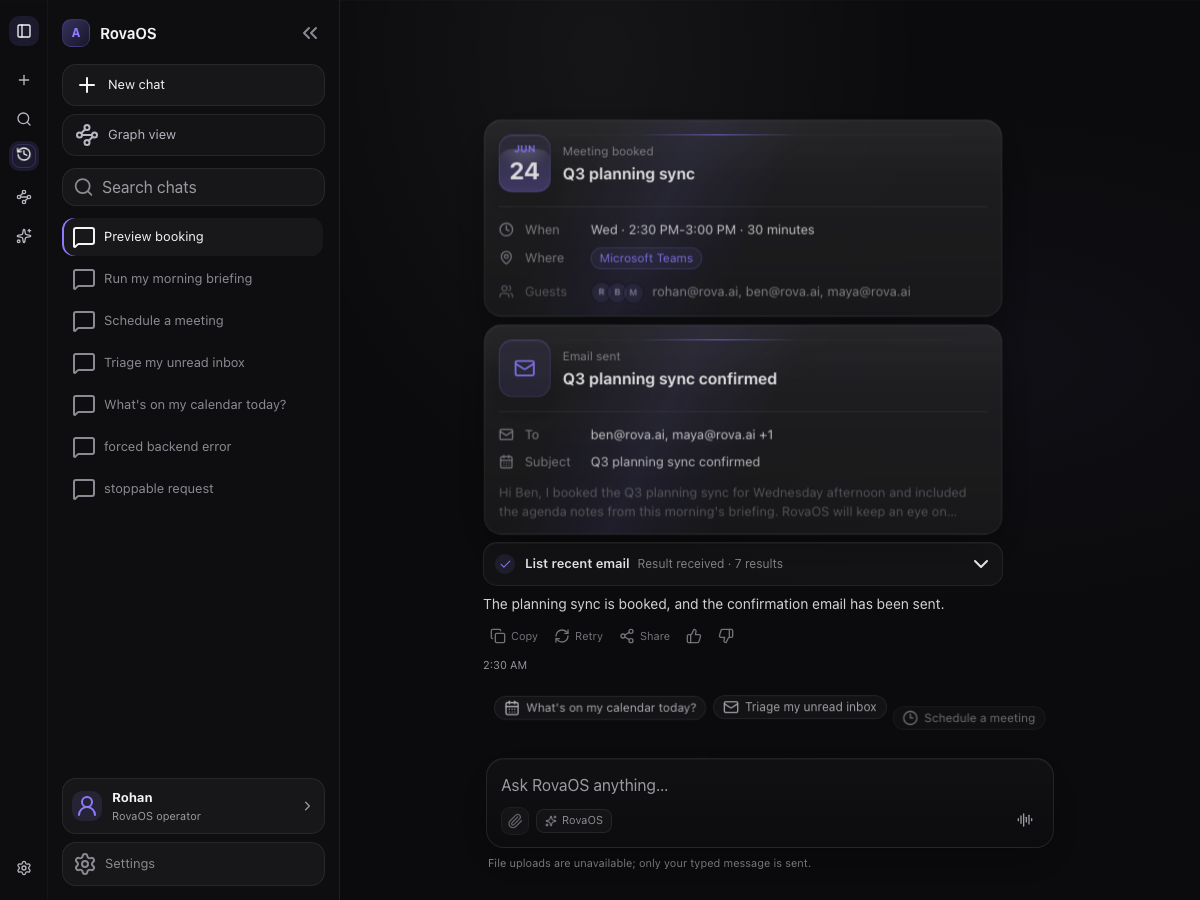 A RovaOS
New chat
Graph view
Search chats
Preview booking
Run my morning briefing
Schedule a meeting
Triage my unread inbox
What's on my calendar today?
forced backend error
stoppable request
Rohan
RovaOS operator
Settings
JUN
24
Meeting booked
Q3 planning sync
When Wed · 2:30 PM-3:00 PM · 30 minutes
Where Microsoft Teams
Guests R B M rohan@rova.ai, ben@rova.ai, maya@rova.ai
Email sent
Q3 planning sync confirmed
To ben@rova.ai, maya@rova.ai +1
Subject Q3 planning sync confirmed
Hi Ben, I booked the Q3 planning sync for Wednesday afternoon and included
the agenda notes from this morning's briefing. RovaOS will keep an eye on...
List recent email Result received · 7 results
The planning sync is booked, and the confirmation email has been sent.
Copy Retry Share
2:30 AM
What's on my calendar today? Triage my unread inbox Schedule a meeting
Ask RovaOS anything...
RovaOS
File uploads are unavailable; only your typed message is sent.